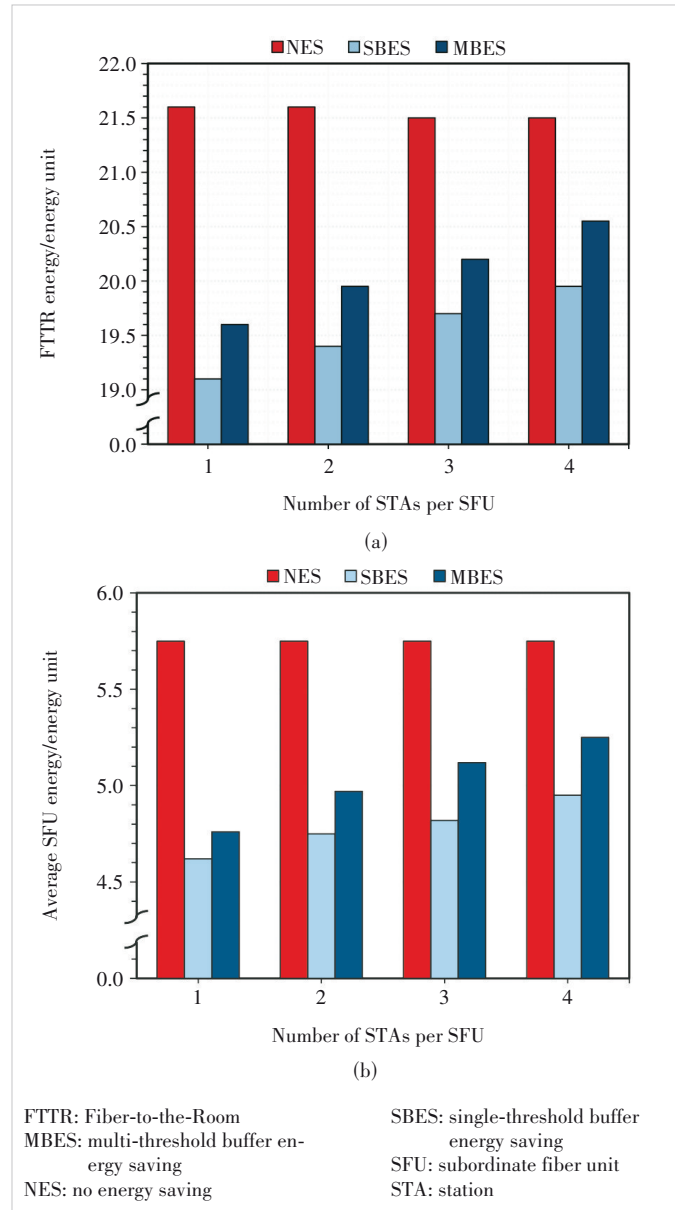 NES SBES MBES
22.0
21.5
21.0
20.5
20.0
19.5
19.0
0.0
FTTR energy/energy unit
1 2 3 4
Number of STAs per SFU
(a)
NES SBES MBES
6.0
5.5
5.0
4.5
0.0
Average SFU energy/energy unit
1 2 3 4
Number of STAs per SFU
(b)
FTTR: Fiber-to-the-Room
MBES: multi-threshold buffer en-
ergy saving
NES: no energy saving
SBES: single-threshold buffer
energy saving
SFU: subordinate fiber unit
STA: station